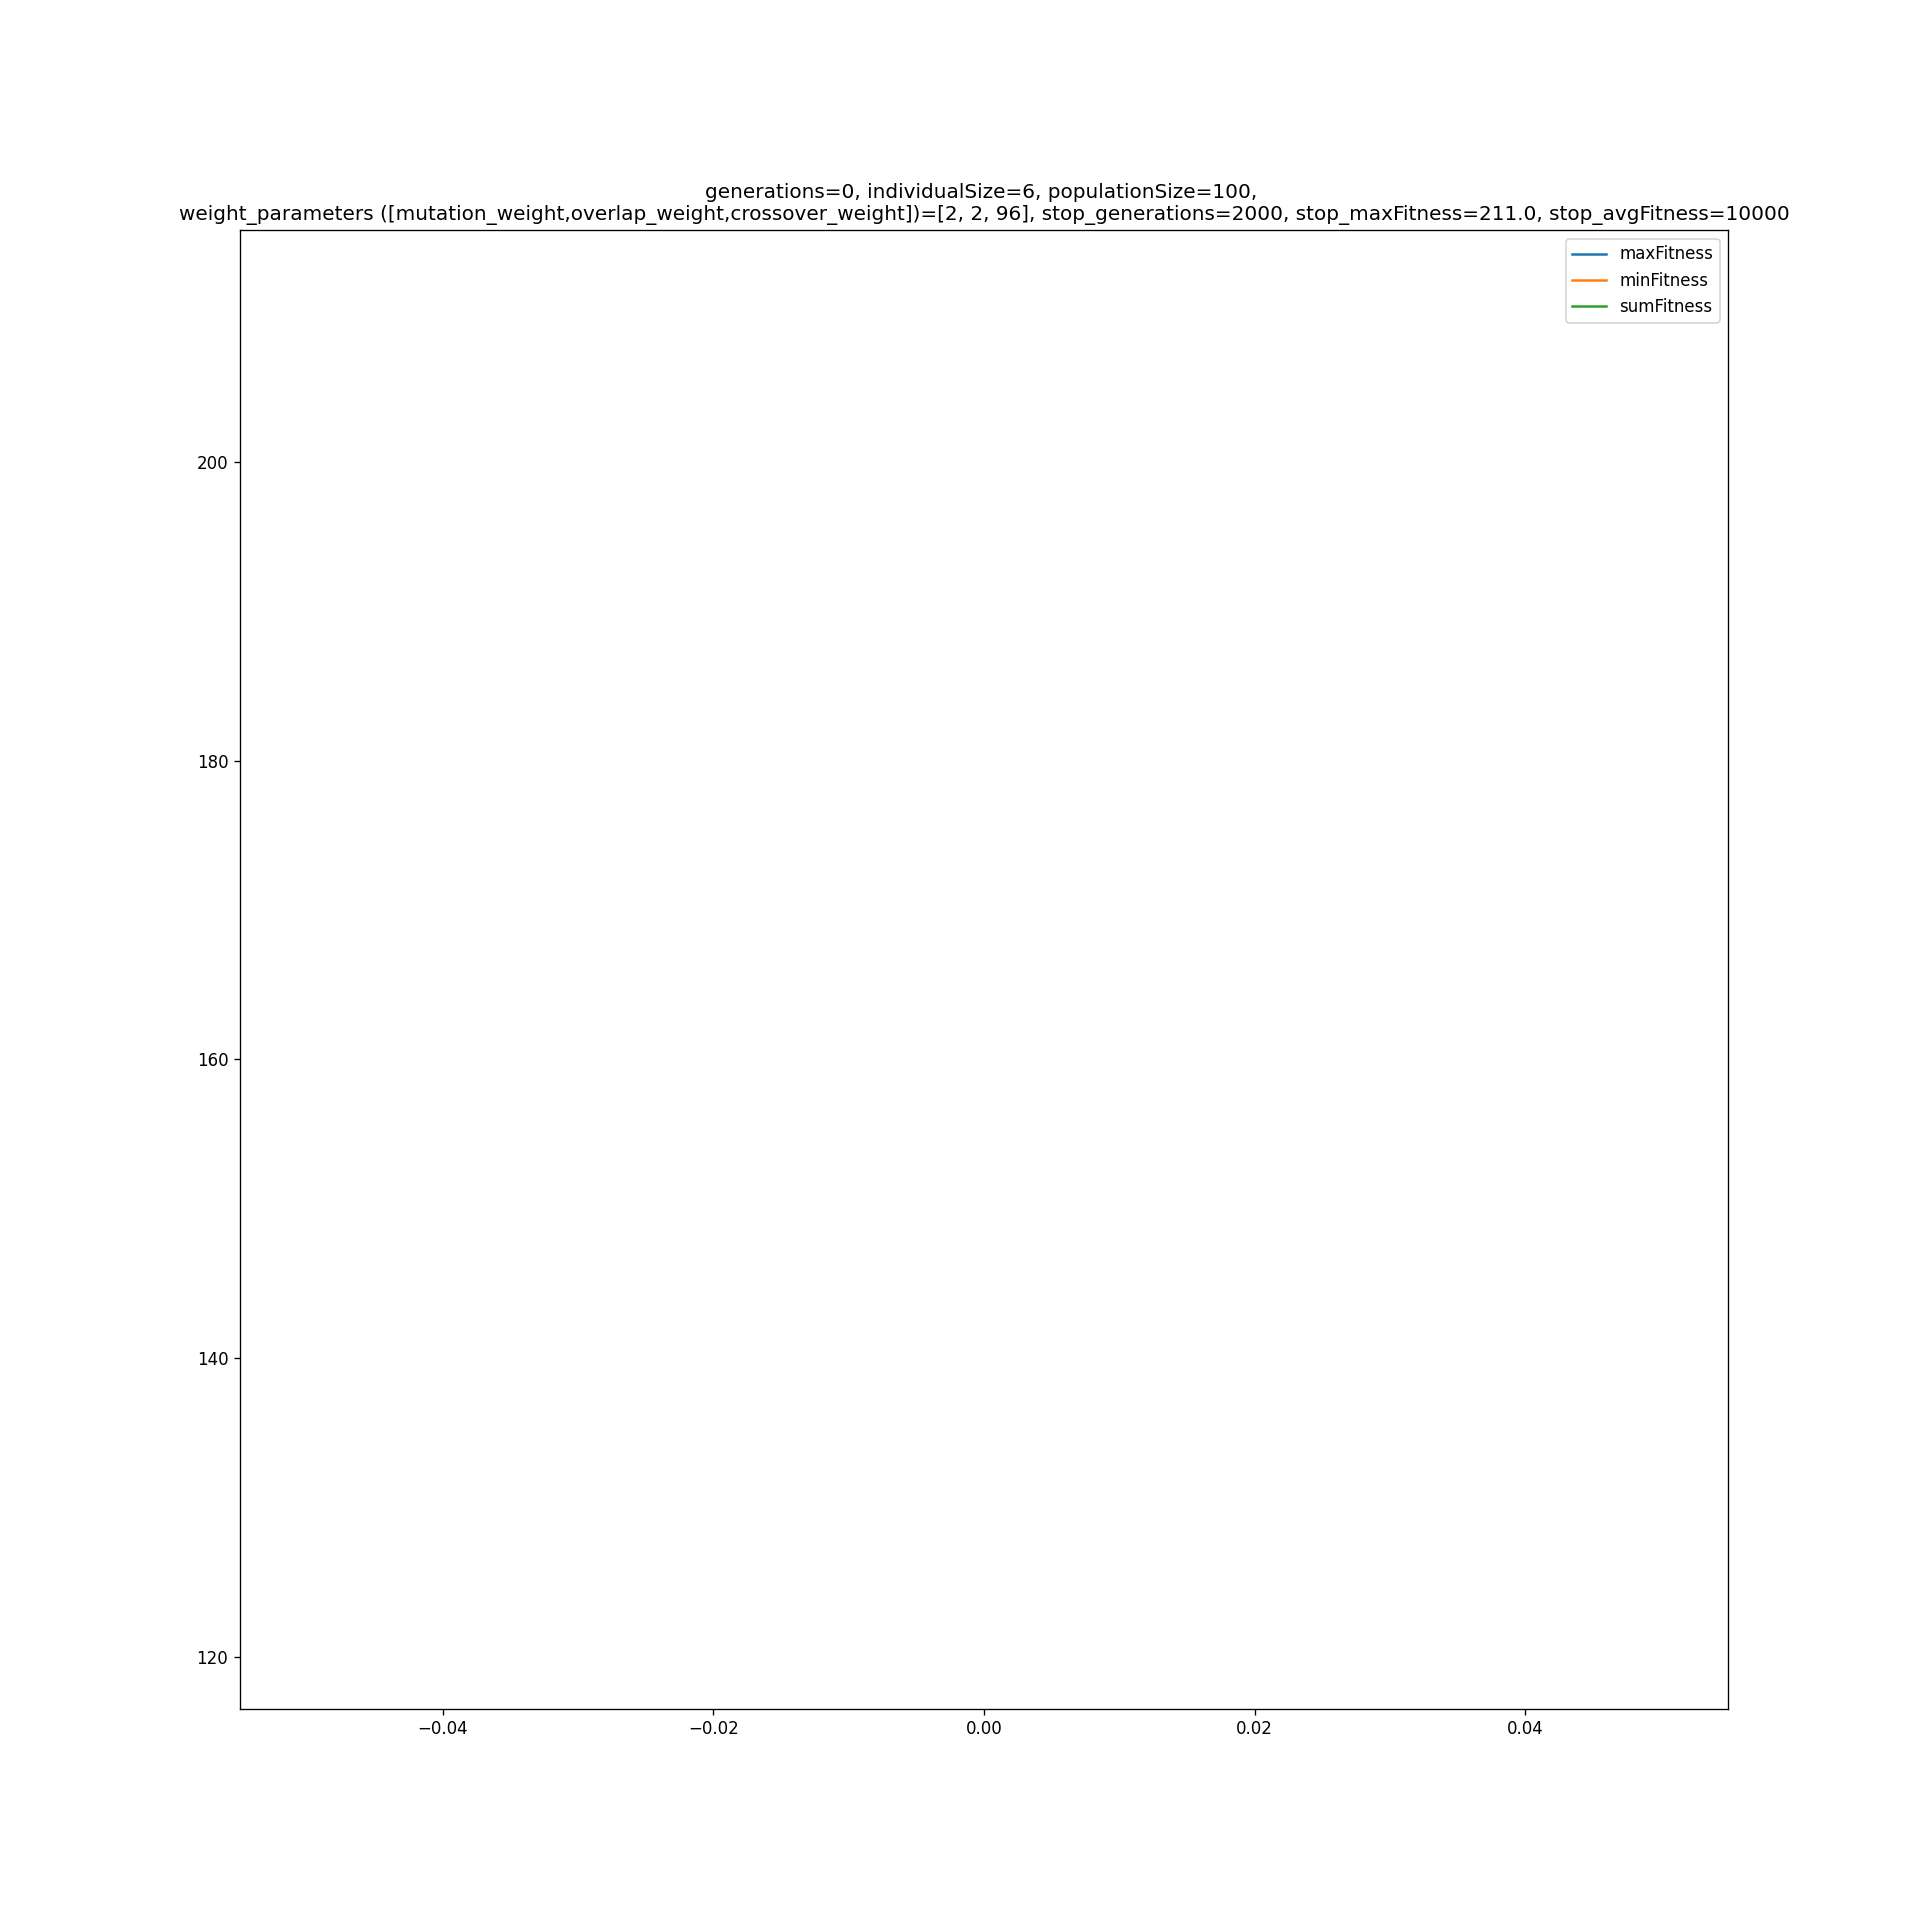 generations=0, individualSize=6, populationSize=100,
weight_parameters ([mutation_weight,overlap_weight,crossover_weight])=[2, 2, 96], stop_generations=2000, stop_maxFitness=211.0, stop_avgFitness=10000
maxFitness
minFitness
sumFitness
200
180
160
140
120
−0.04
−0.02
0.00
0.02
0.04